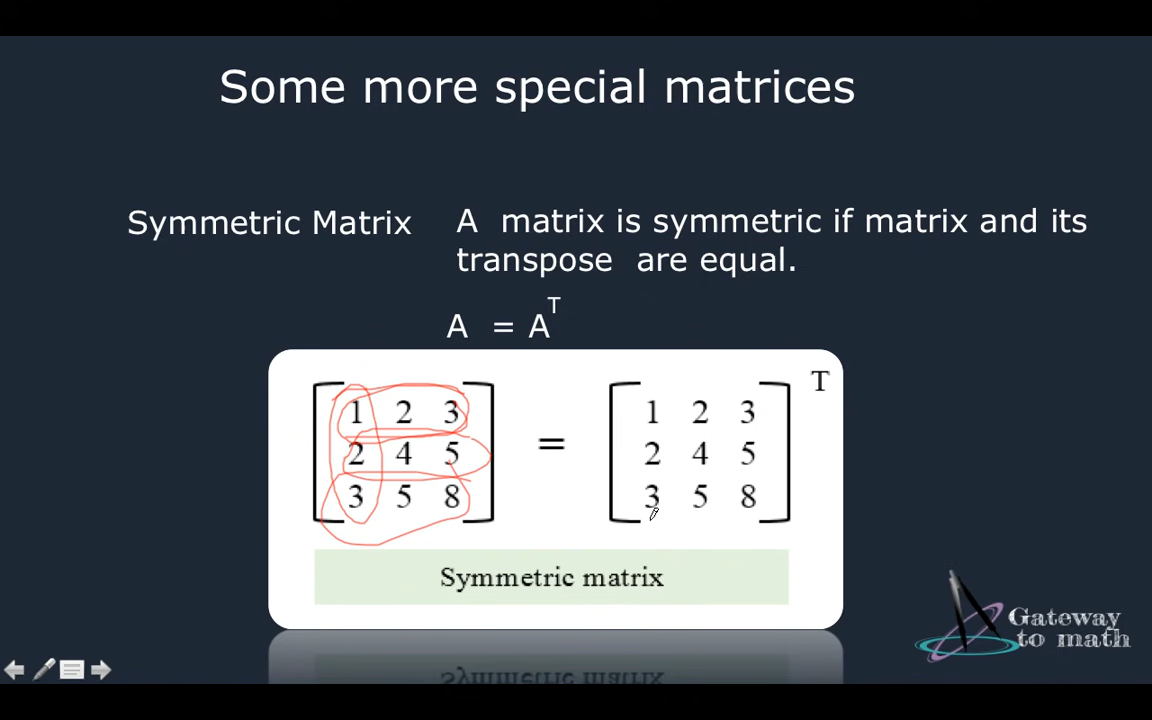 Some more special matrices
Symmetric Matrix
A matrix is symmetric if matrix and its
transpose are equal.
A = Aᵀ
1 2 3
2 4 5
3 5 8
=
1 2 3
2 4 5
3 5 8
T
Symmetric matrix
Gateway
to math